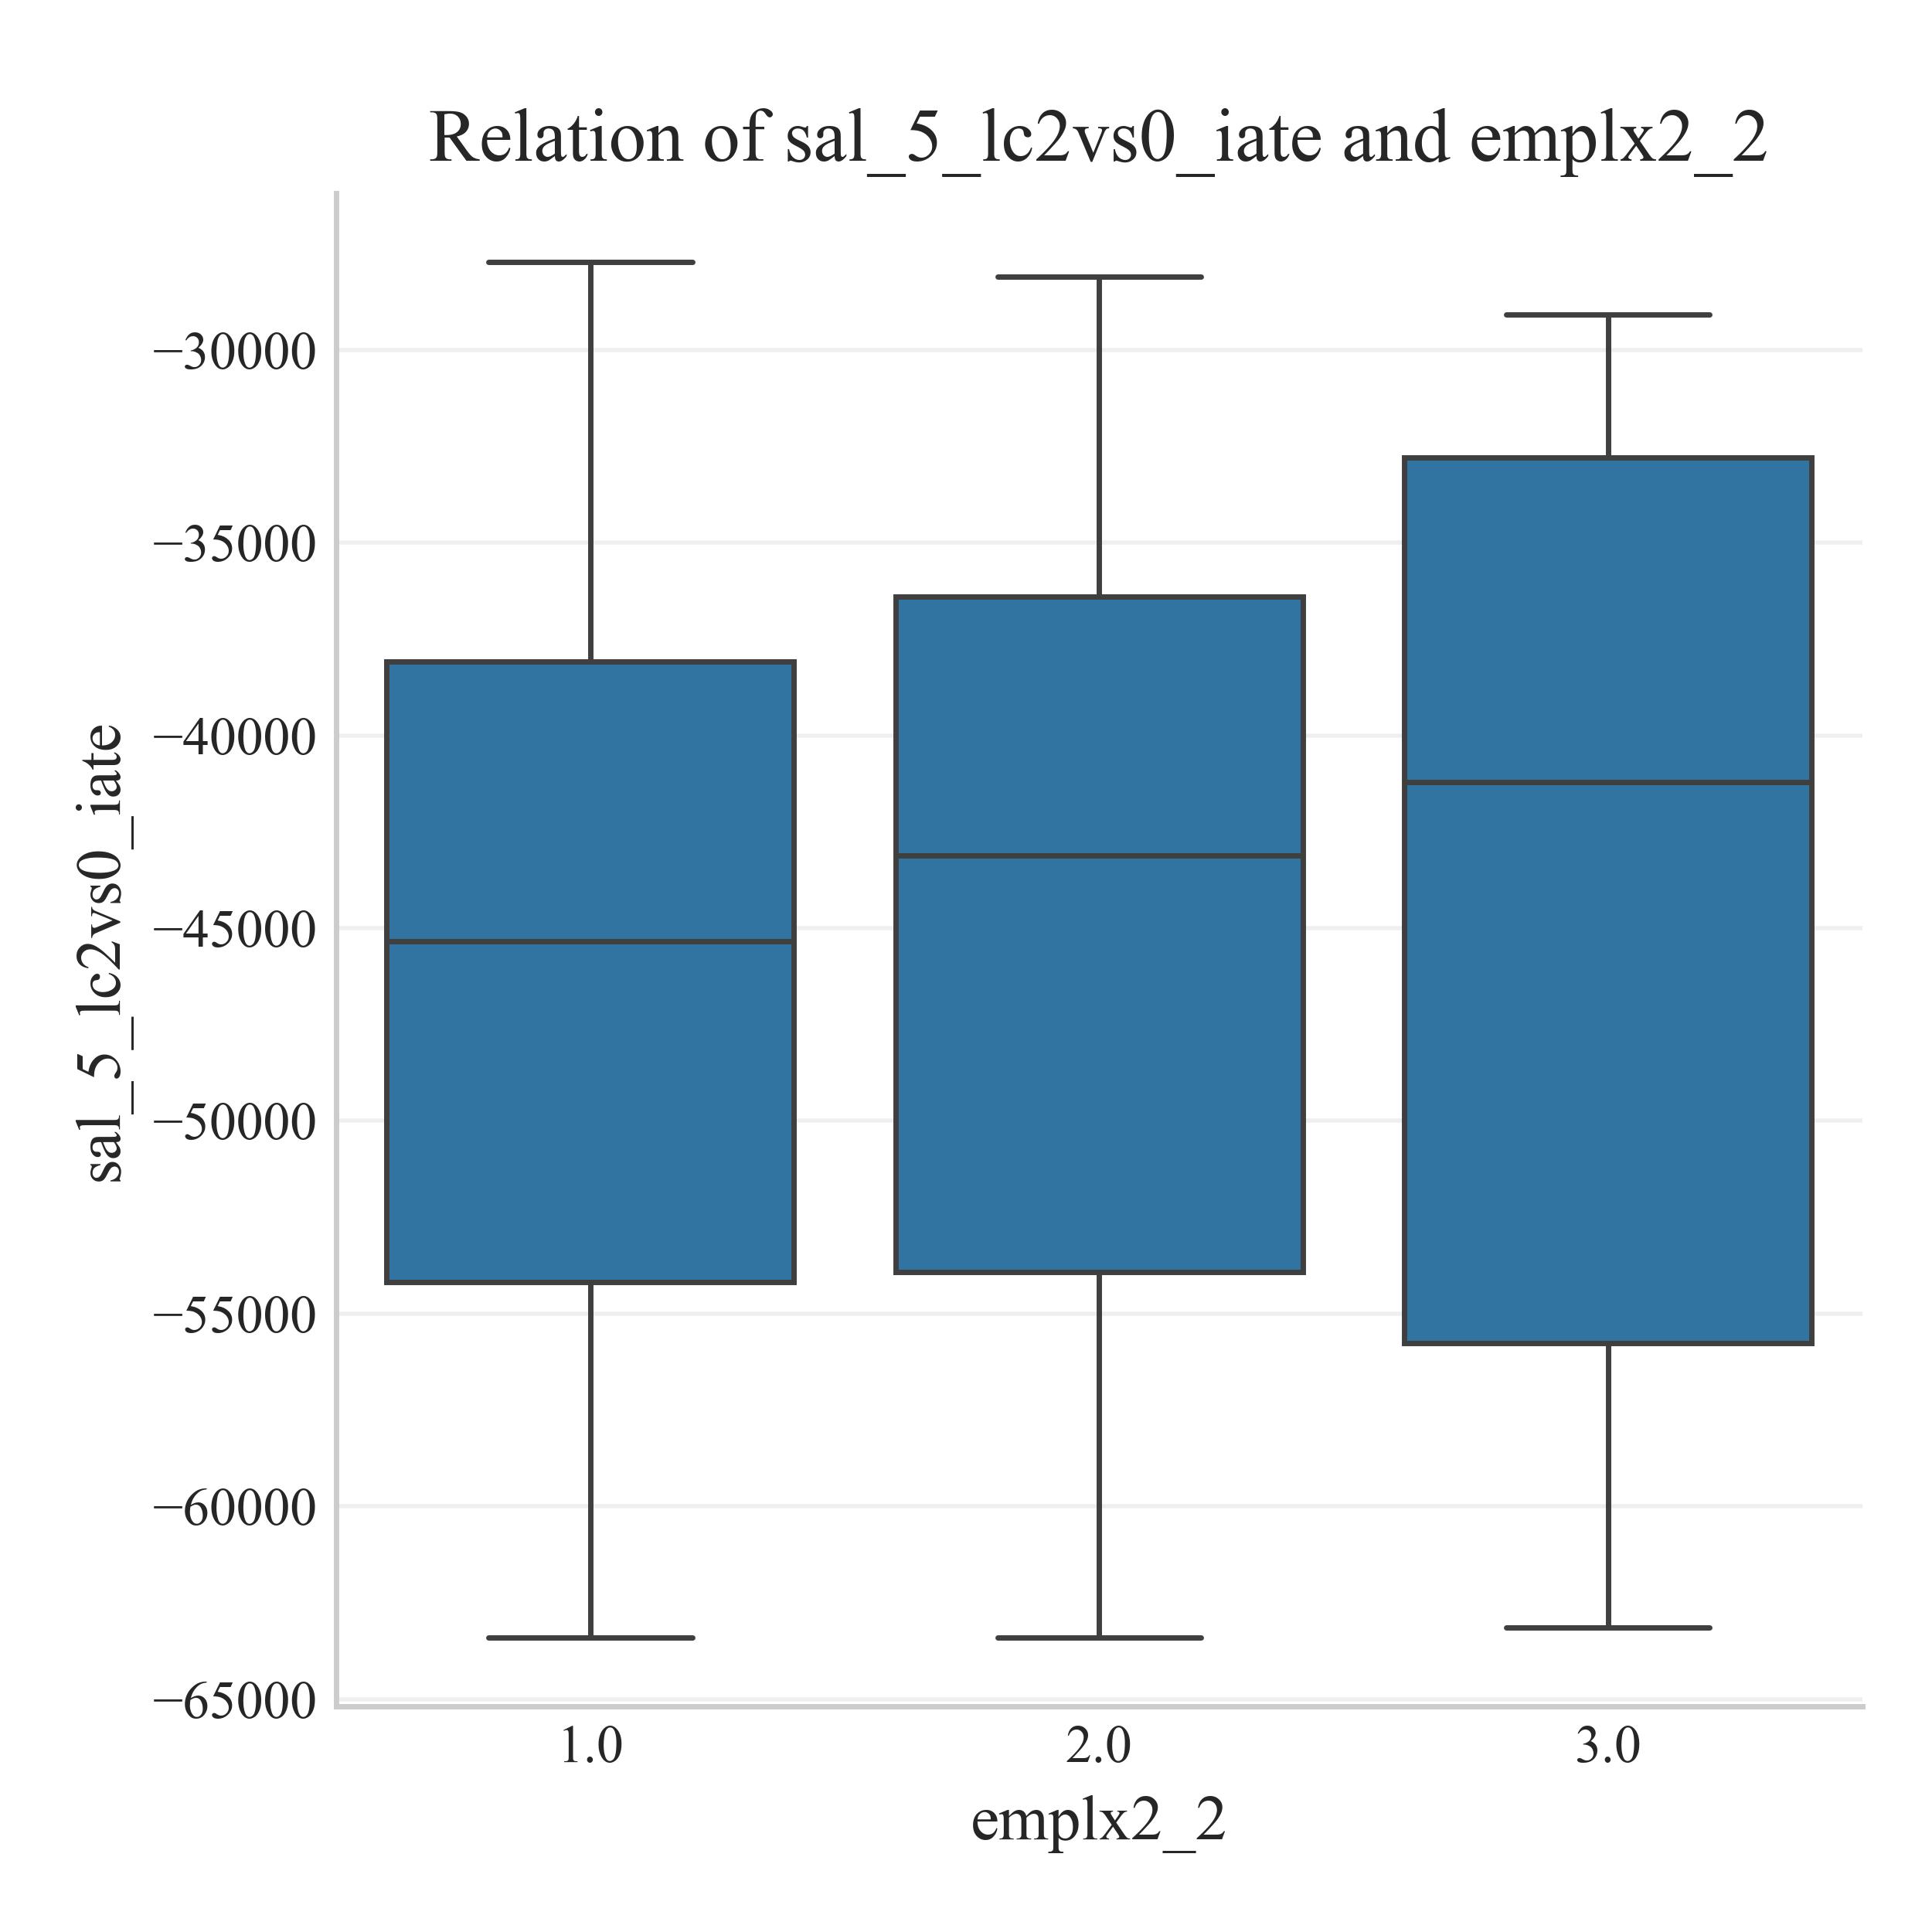 Relation of sal_5_lc2vs0_iate and emplx2_2
sal_5_lc2vs0_iate
−30000
−35000
−40000
−45000
−50000
−55000
−60000
−65000
1.0 2.0 3.0
emplx2_2